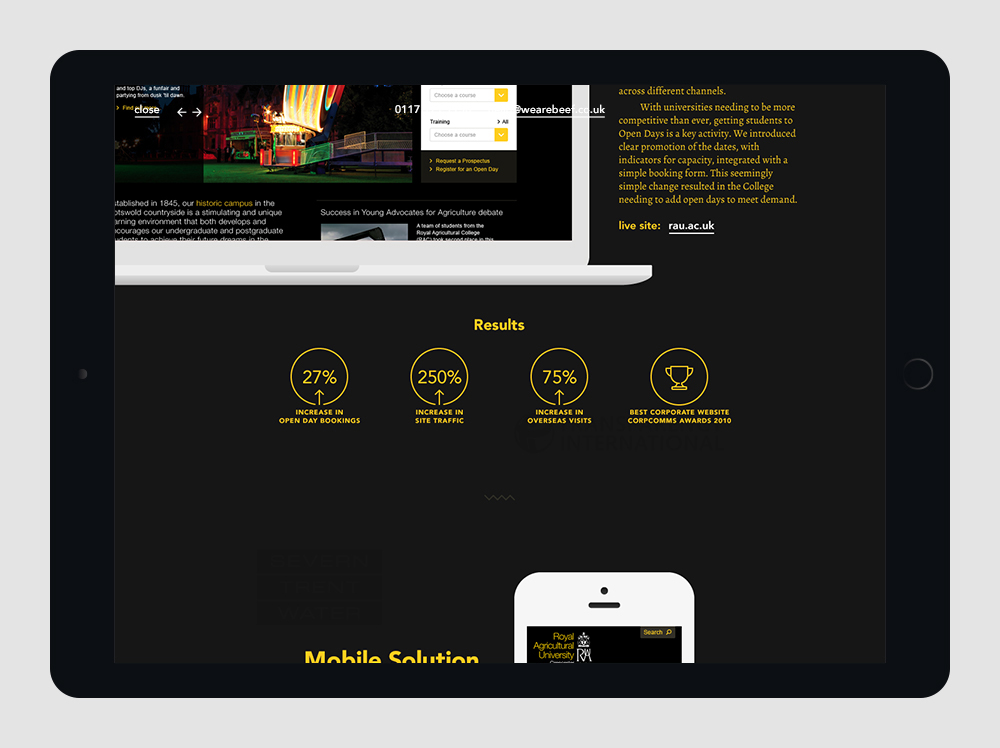 and top DJs, a funfair and
partying from dusk 'til dawn.
close
0117
@wearebeef.co.uk
Choose a course
Training
All
Choose a course
Request a Prospectus
Register for an Open Day
stablished in 1845, our historic campus in the
otswold countryside is a stimulating and unique
arning environment that both develops and
courages our undergraduate and postgraduate
udents to achieve their future dreams in the
Success in Young Advocates for Agriculture debate
A team of students from the
Royal Agricultural College
(RAC) took second place in this
across different channels.
With universities needing to be more
competitive than ever, getting students to
Open Days is a key activity. We introduced
clear promotion of the dates, with
indicators for capacity, integrated with a
simple booking form. This seemingly
simple change resulted in the College
needing to add open days to meet demand.
live site: rau.ac.uk
Results
27%
INCREASE IN
OPEN DAY BOOKINGS
250%
INCREASE IN
SITE TRAFFIC
75%
INCREASE IN
OVERSEAS VISITS
BEST CORPORATE WEBSITE
CORPCOMMS AWARDS 2010
Mobile Solution
Royal
Agricultural
University
Search